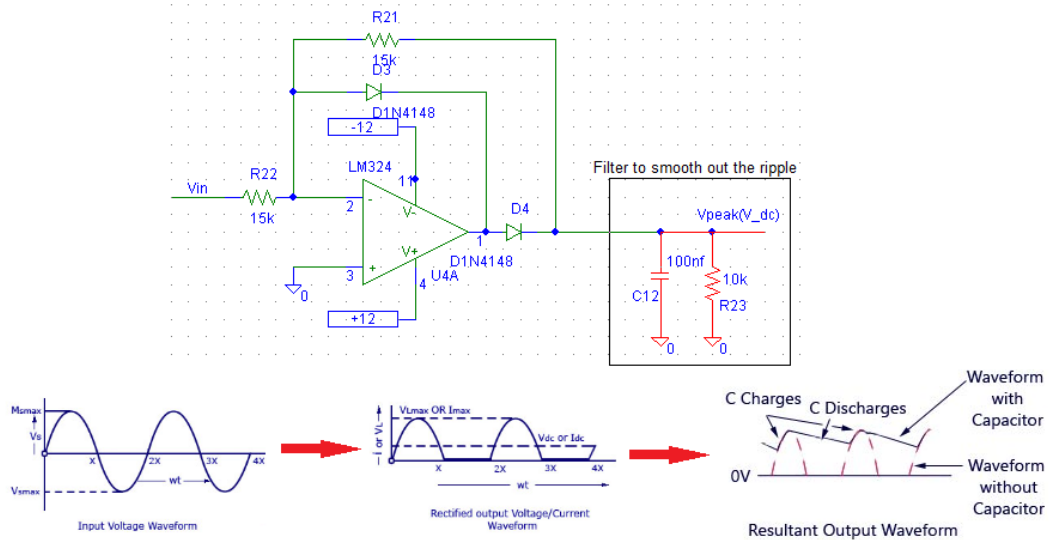 R21
15k
D3
D1N4148
-12
LM324
11
R22
Vin
15k
2
-
V-
V+
3
+
1
D4
D1N4148
U4A
4
0
+12
Filter to smooth out the ripple
Vpeak(V_dc)
100nf
C12
10k
R23
0
0
Msmax
Vs
Vsmax
X
2X
3X
4X
wt
Input Voltage Waveform
VLmax OR Imax
i or VL
Vdc or Idc
X
2X
3X
4X
wt
Rectified output Voltage/Current
Waveform
C Charges
C Discharges
Waveform
with
Capacitor
0V
Waveform
without
Capacitor
Resultant Output Waveform